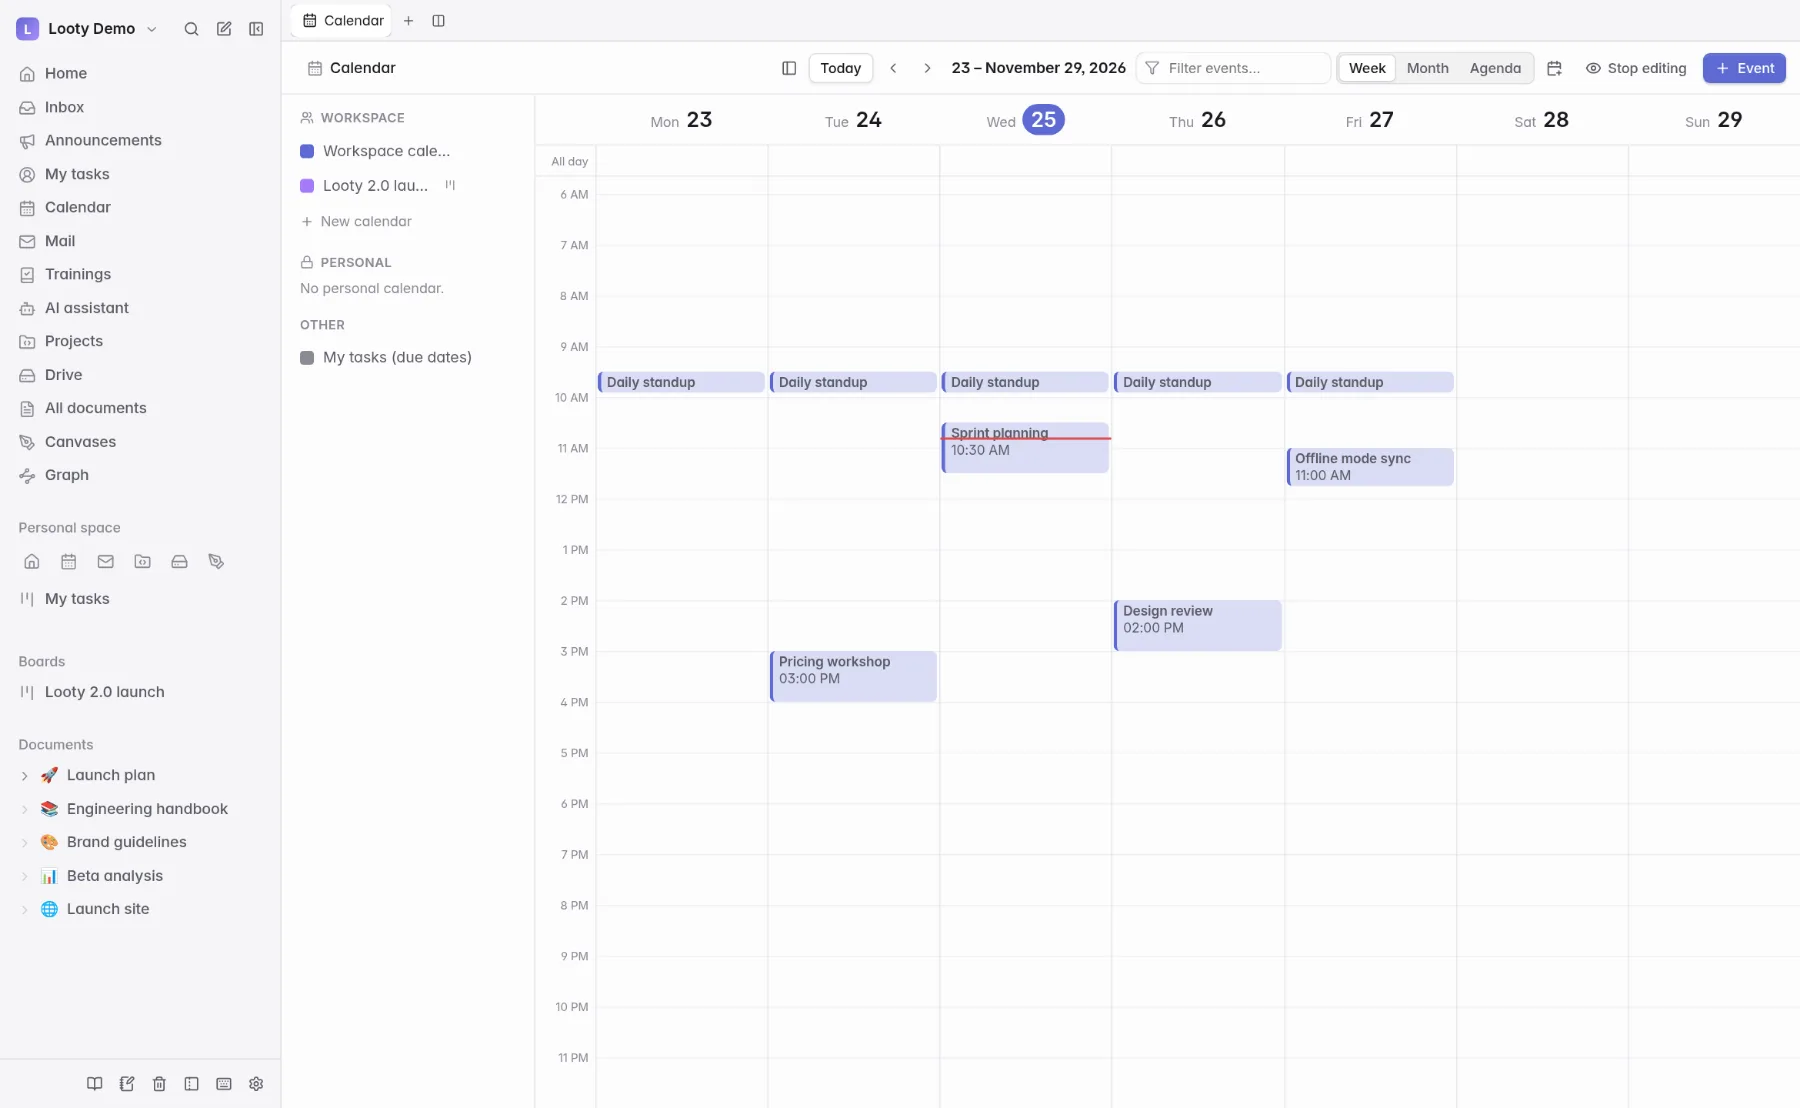 L Looty Demo
Home
Inbox
Announcements
My tasks
Calendar
Mail
Trainings
AI assistant
Projects
Drive
All documents
Canvases
Graph
Personal space
My tasks
Boards
Looty 2.0 launch
Documents
Launch plan
Engineering handbook
Brand guidelines
Beta analysis
Launch site
Calendar
Calendar
Today
23 – November 29, 2026
Filter events...
Week Month Agenda
Stop editing
+ Event
WORKSPACE
Workspace cale...
Looty 2.0 lau...
+ New calendar
PERSONAL
No personal calendar.
OTHER
My tasks (due dates)
Mon 23 Tue 24 Wed 25 Thu 26 Fri 27 Sat 28 Sun 29
All day
6 AM
7 AM
8 AM
9 AM
Daily standup Daily standup Daily standup Daily standup Daily standup
10 AM
Sprint planning
10:30 AM
11 AM
Offline mode sync
11:00 AM
12 PM
1 PM
2 PM
Design review
02:00 PM
3 PM
Pricing workshop
03:00 PM
4 PM
5 PM
6 PM
7 PM
8 PM
9 PM
10 PM
11 PM